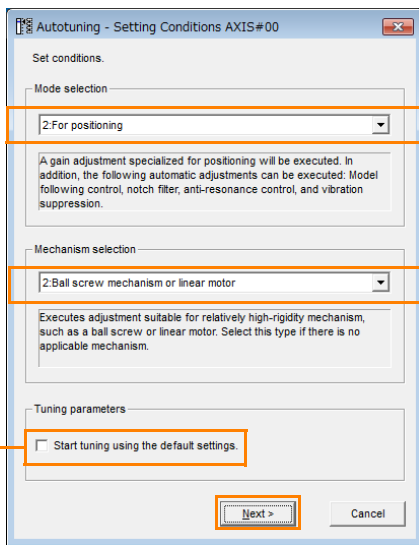 Autotuning - Setting Conditions AXIS#00
Set conditions.
Mode selection
2:For positioning
A gain adjustment specialized for positioning will be executed. In
addition, the following automatic adjustments can be executed: Model
following control, notch filter, anti-resonance control, and vibration
suppression.
Mechanism selection
2:Ball screw mechanism or linear motor
Executes adjustment suitable for relatively high-rigidity mechanism,
such as a ball screw or linear motor. Select this type if there is no
applicable mechanism.
Tuning parameters
Start tuning using the default settings.
Next >
Cancel